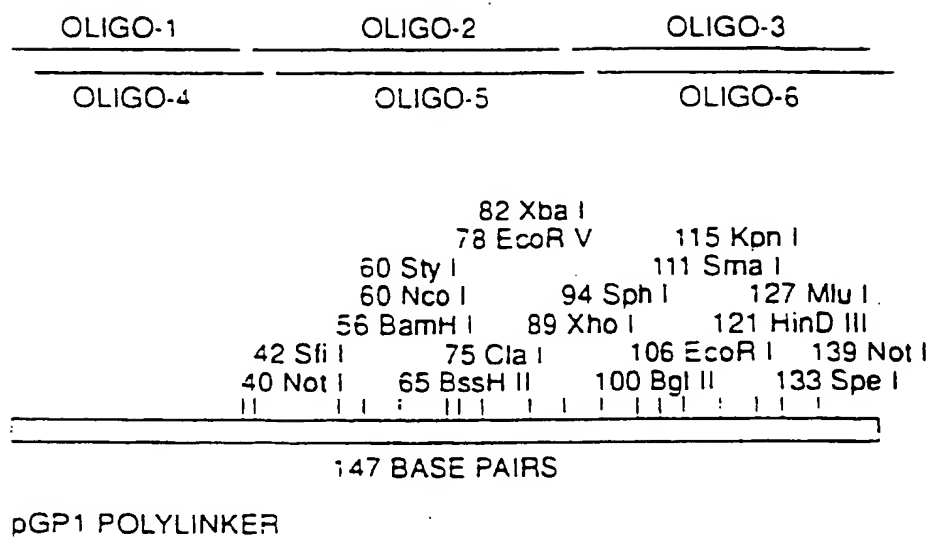 OLIGO-1 OLIGO-2 OLIGO-3
OLIGO-4 OLIGO-5 OLIGO-6
82 Xba I
78 EcoR V 115 Kpn I
60 Sty I 111 Sma I
60 Nco I 94 Sph I 127 Mlu I
56 BamH I 89 Xho I 121 HinD III
42 Sfi I 75 Cla I 106 EcoR I 139 Not I
40 Not I 65 BssH II 100 Bgl II 133 Spe I
147 BASE PAIRS
pGP1 POLYLINKER